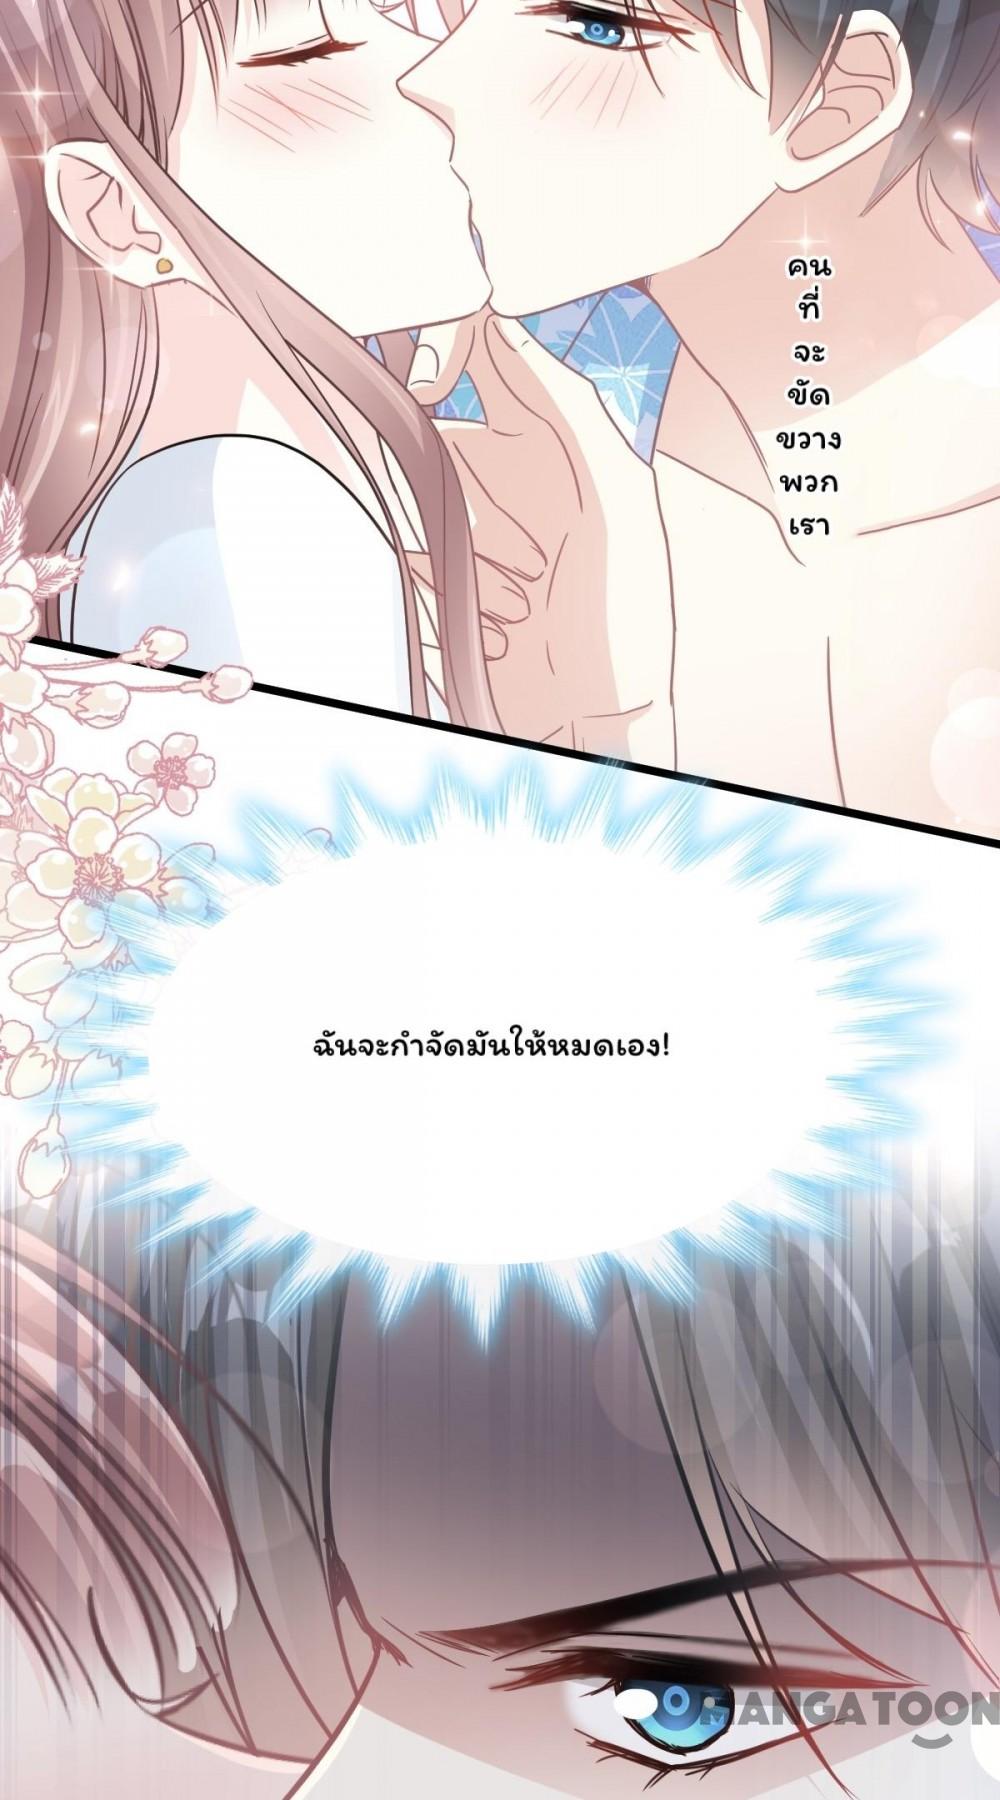 คน
ที่
จะ
ขัด
ขวาง
พวก
เรา
ฉันจะกำจัดมันให้หมดเอง!
MANGATOON